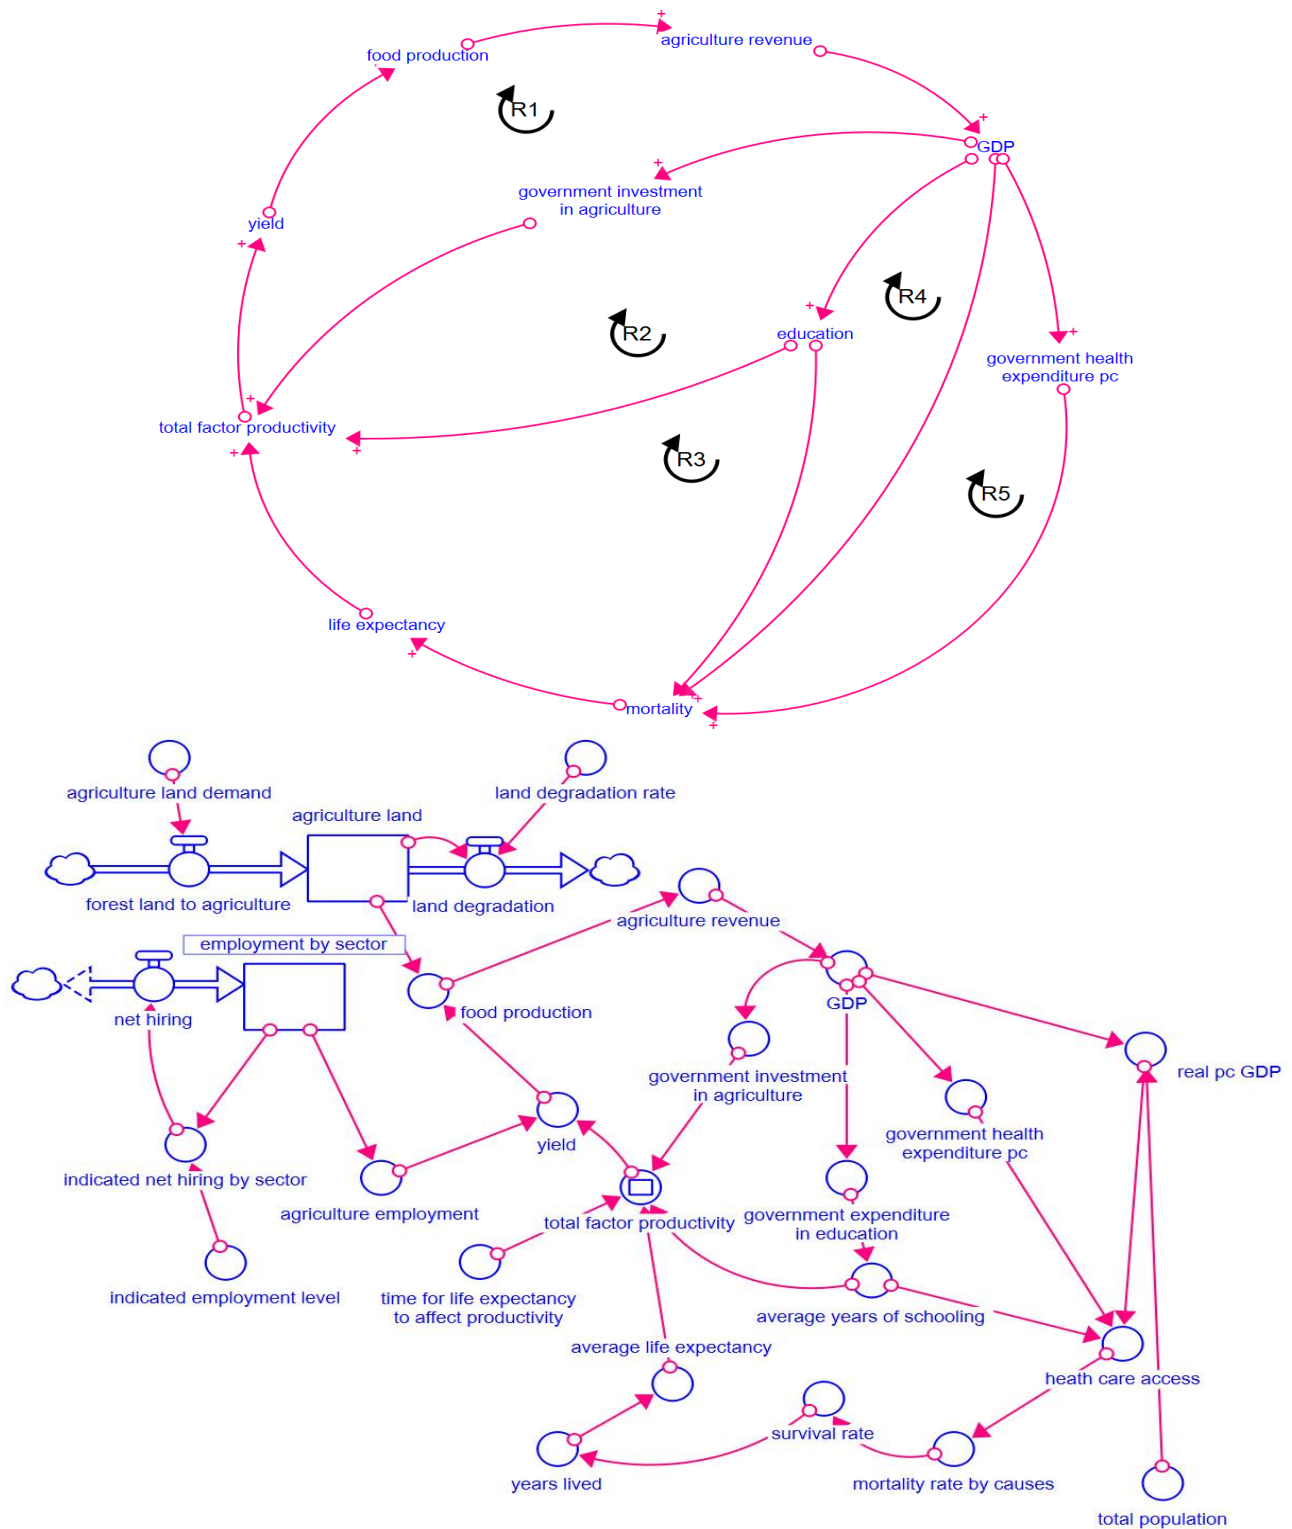 +
food production
agriculture revenue
R1
+
GDP
+
government investment
in agriculture
yield
+
R4
+
R2
education
+
government health
expenditure pc
+
total factor productivity
+
+
R3
R5
life expectancy
+
+
mortality
+
agriculture land demand
land degradation rate
agriculture land
forest land to agriculture
land degradation
agriculture revenue
employment by sector
GDP
net hiring
food production
real pc GDP
government investment
in agriculture
government health
expenditure pc
yield
indicated net hiring by sector
agriculture employment
total factor productivity
government expenditure
in education
indicated employment level
time for life expectancy
to affect productivity
average years of schooling
average life expectancy
heath care access
survival rate
years lived
mortality rate by causes
total population